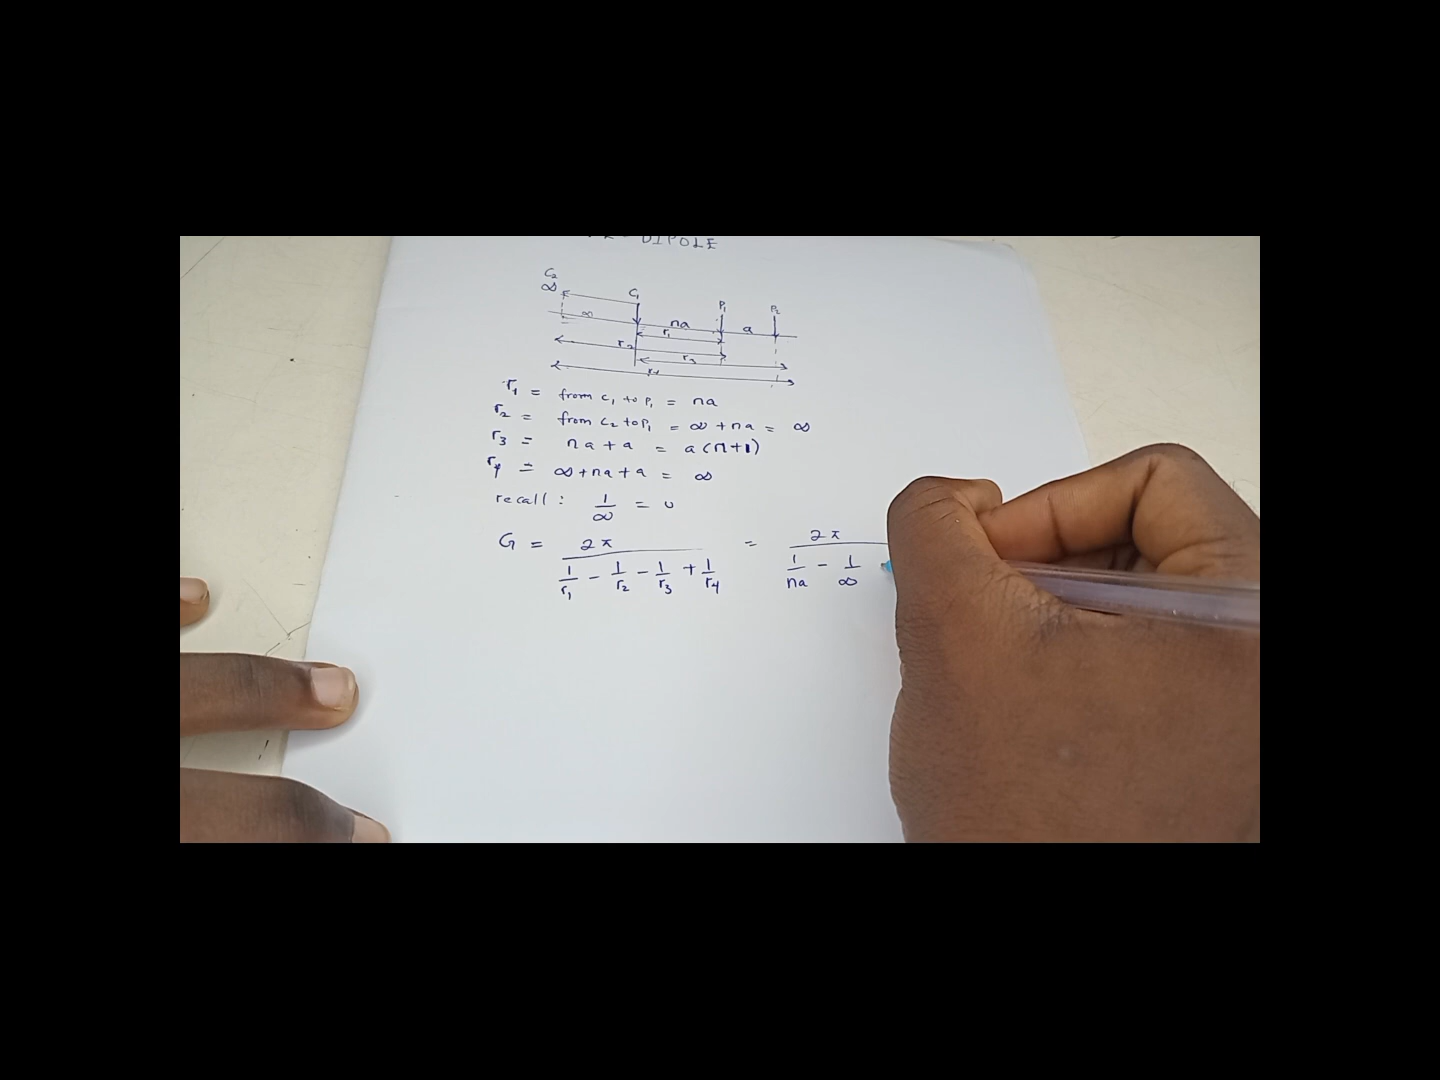 DIPOLE
C₂
∞ C₁ P₁ P₂
∞ na a
r₁
r₂ r₃
r₄
r₁ = from c₁ to P₁ = na
r₂ = from C₂ to P₁ = ∞ + na = ∞
r₃ = na + a = a(n+1)
r₄ = ∞ + na + a = ∞
recall: 1/∞ = 0
G = 2π / (1/r₁ - 1/r₂ - 1/r₃ + 1/r₄) = 2π / (1/na - 1/∞